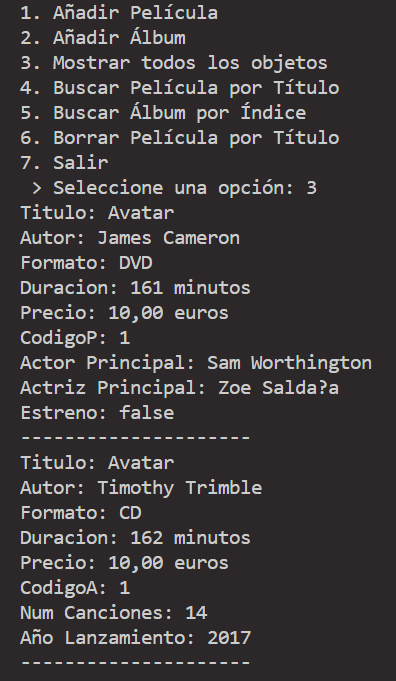 1. Añadir Película
2. Añadir Álbum
3. Mostrar todos los objetos
4. Buscar Película por Título
5. Buscar Álbum por Índice
6. Borrar Película por Título
7. Salir
 > Seleccione una opción: 3
Titulo: Avatar
Autor: James Cameron
Formato: DVD
Duracion: 161 minutos
Precio: 10,00 euros
CodigoP: 1
Actor Principal: Sam Worthington
Actriz Principal: Zoe Salda?a
Estreno: false
---------------------
Titulo: Avatar
Autor: Timothy Trimble
Formato: CD
Duracion: 162 minutos
Precio: 10,00 euros
CodigoA: 1
Num Canciones: 14
Año Lanzamiento: 2017
---------------------